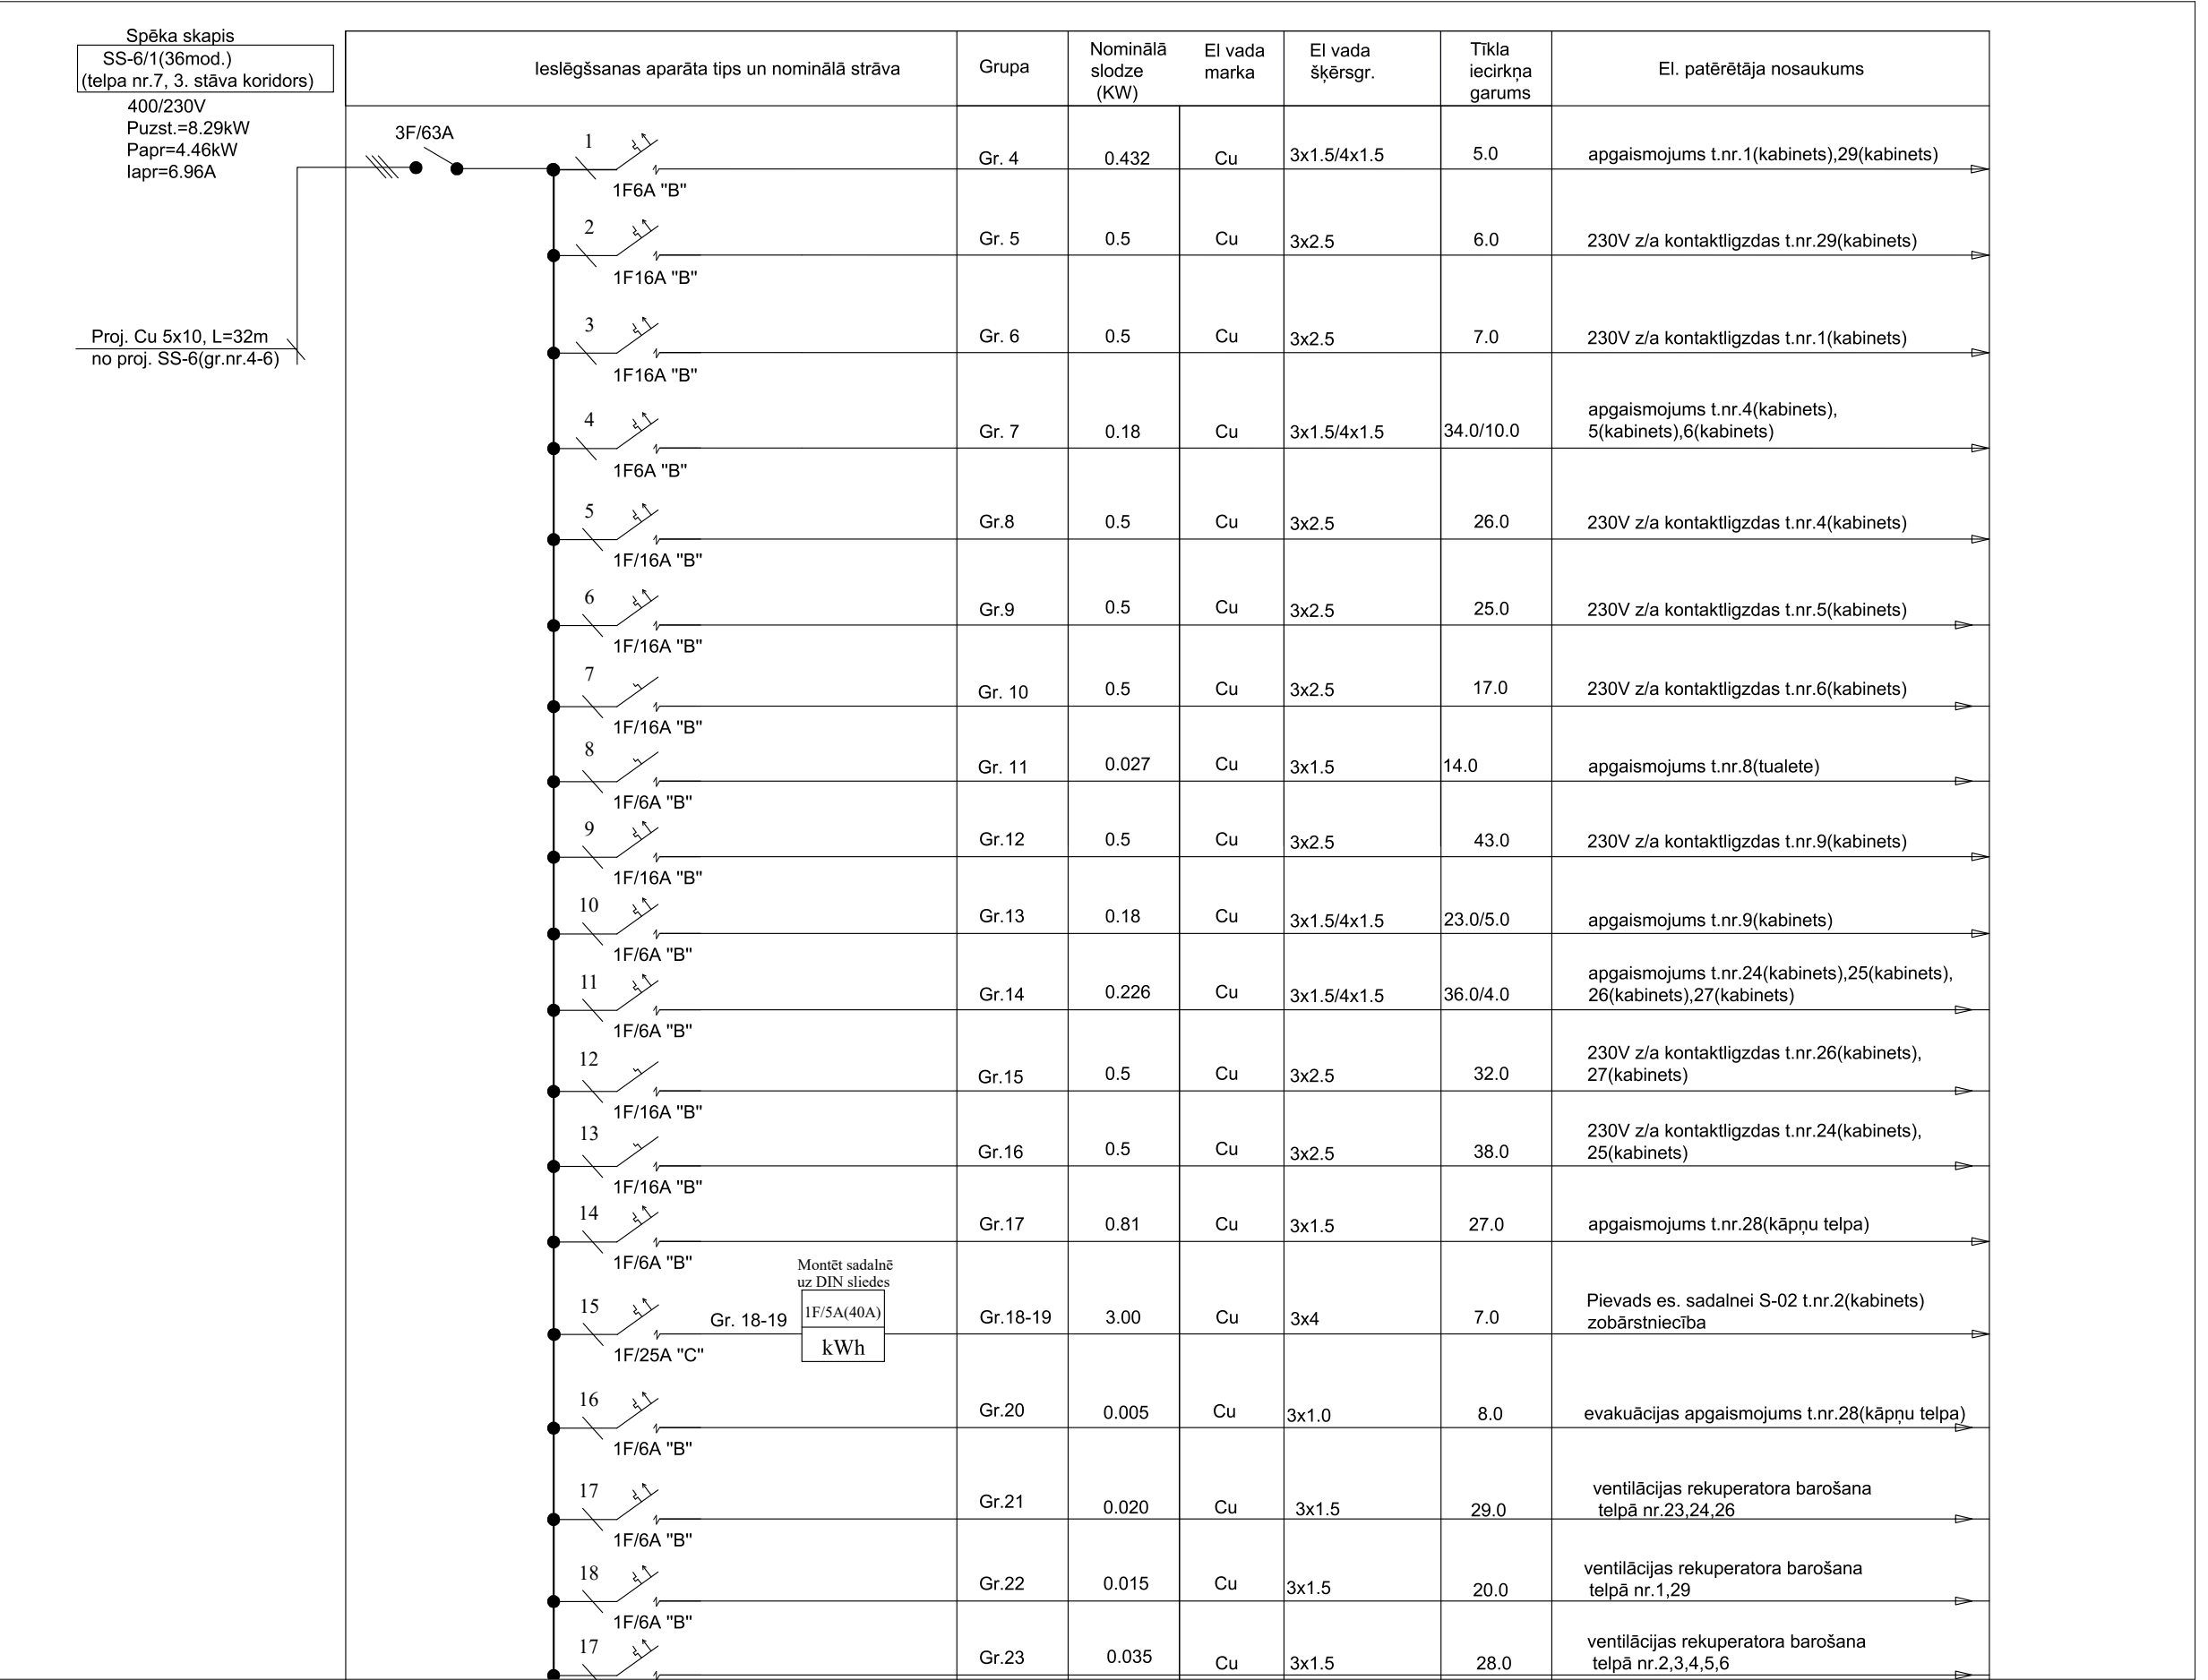 Spēka skapis
SS-6/1(36mod.)
(telpa nr.7, 3. stāva koridors)
400/230V
Puzst.=8.29kW
Papr=4.46kW
Iapr=6.96A
Proj. Cu 5x10, L=32m
no proj. SS-6(gr.nr.4-6)
3F/63A
Ieslēgšsanas aparāta tips un nominālā strāva
Grupa
Nominālā
slodze
(KW)
El vada
marka
El vada
šķērsgr.
Tīkla
iecirkņa
garums
El. patērētāja nosaukums
1
1F6A "B"
Gr. 4
0.432
Cu
3x1.5/4x1.5
5.0
apgaismojums t.nr.1(kabinets),29(kabinets)
2
1F16A "B"
Gr. 5
0.5
Cu
3x2.5
6.0
230V z/a kontaktligzdas t.nr.29(kabinets)
3
1F16A "B"
Gr. 6
0.5
Cu
3x2.5
7.0
230V z/a kontaktligzdas t.nr.1(kabinets)
4
1F6A "B"
Gr. 7
0.18
Cu
3x1.5/4x1.5
34.0/10.0
apgaismojums t.nr.4(kabinets),
5(kabinets),6(kabinets)
5
1F/16A "B"
Gr.8
0.5
Cu
3x2.5
26.0
230V z/a kontaktligzdas t.nr.4(kabinets)
6
1F/16A "B"
Gr.9
0.5
Cu
3x2.5
25.0
230V z/a kontaktligzdas t.nr.5(kabinets)
7
1F/16A "B"
Gr. 10
0.5
Cu
3x2.5
17.0
230V z/a kontaktligzdas t.nr.6(kabinets)
8
1F/6A "B"
Gr. 11
0.027
Cu
3x1.5
14.0
apgaismojums t.nr.8(tualete)
9
1F/16A "B"
Gr.12
0.5
Cu
3x2.5
43.0
230V z/a kontaktligzdas t.nr.9(kabinets)
10
1F/6A "B"
Gr.13
0.18
Cu
3x1.5/4x1.5
23.0/5.0
apgaismojums t.nr.9(kabinets)
11
1F/6A "B"
Gr.14
0.226
Cu
3x1.5/4x1.5
36.0/4.0
apgaismojums t.nr.24(kabinets),25(kabinets),
26(kabinets),27(kabinets)
12
1F/16A "B"
Gr.15
0.5
Cu
3x2.5
32.0
230V z/a kontaktligzdas t.nr.26(kabinets),
27(kabinets)
13
1F/16A "B"
Gr.16
0.5
Cu
3x2.5
38.0
230V z/a kontaktligzdas t.nr.24(kabinets),
25(kabinets)
14
1F/6A "B"
Gr.17
0.81
Cu
3x1.5
27.0
apgaismojums t.nr.28(kāpņu telpa)
15
1F/25A "C"
Gr. 18-19
Montēt sadalnē
uz DIN sliedes
1F/5A(40A)
kWh
Gr.18-19
3.00
Cu
3x4
7.0
Pievads es. sadalnei S-02 t.nr.2(kabinets)
zobārstniecība
16
1F/6A "B"
Gr.20
0.005
Cu
3x1.0
8.0
evakuācijas apgaismojums t.nr.28(kāpņu telpa)
17
1F/6A "B"
Gr.21
0.020
Cu
3x1.5
29.0
ventilācijas rekuperatora barošana
telpā nr.23,24,26
18
1F/6A "B"
Gr.22
0.015
Cu
3x1.5
20.0
ventilācijas rekuperatora barošana
telpā nr.1,29
17
Gr.23
0.035
Cu
3x1.5
28.0
ventilācijas rekuperatora barošana
telpā nr.2,3,4,5,6